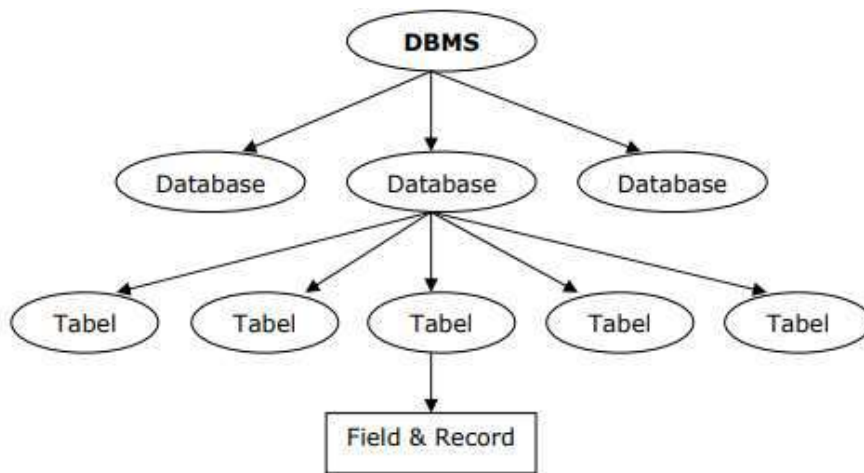 DBMS
Database
Database
Database
Tabel
Tabel
Tabel
Tabel
Tabel
Field & Record